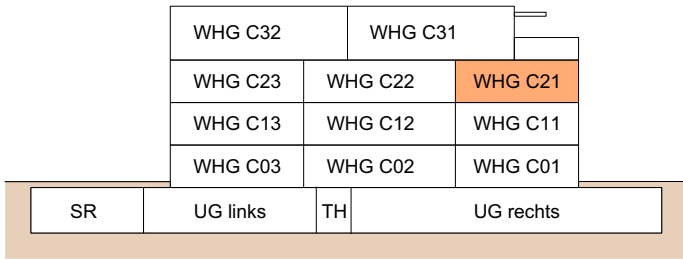 WHG C32 WHG C31
WHG C23 WHG C22 WHG C21
WHG C13 WHG C12 WHG C11
WHG C03 WHG C02 WHG C01
SR UG links TH UG rechts